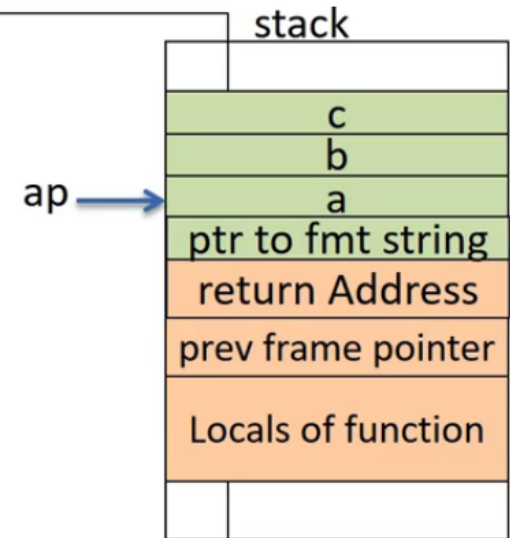 stack
c
b
ap
a
ptr to fmt string
return Address
prev frame pointer
Locals of function